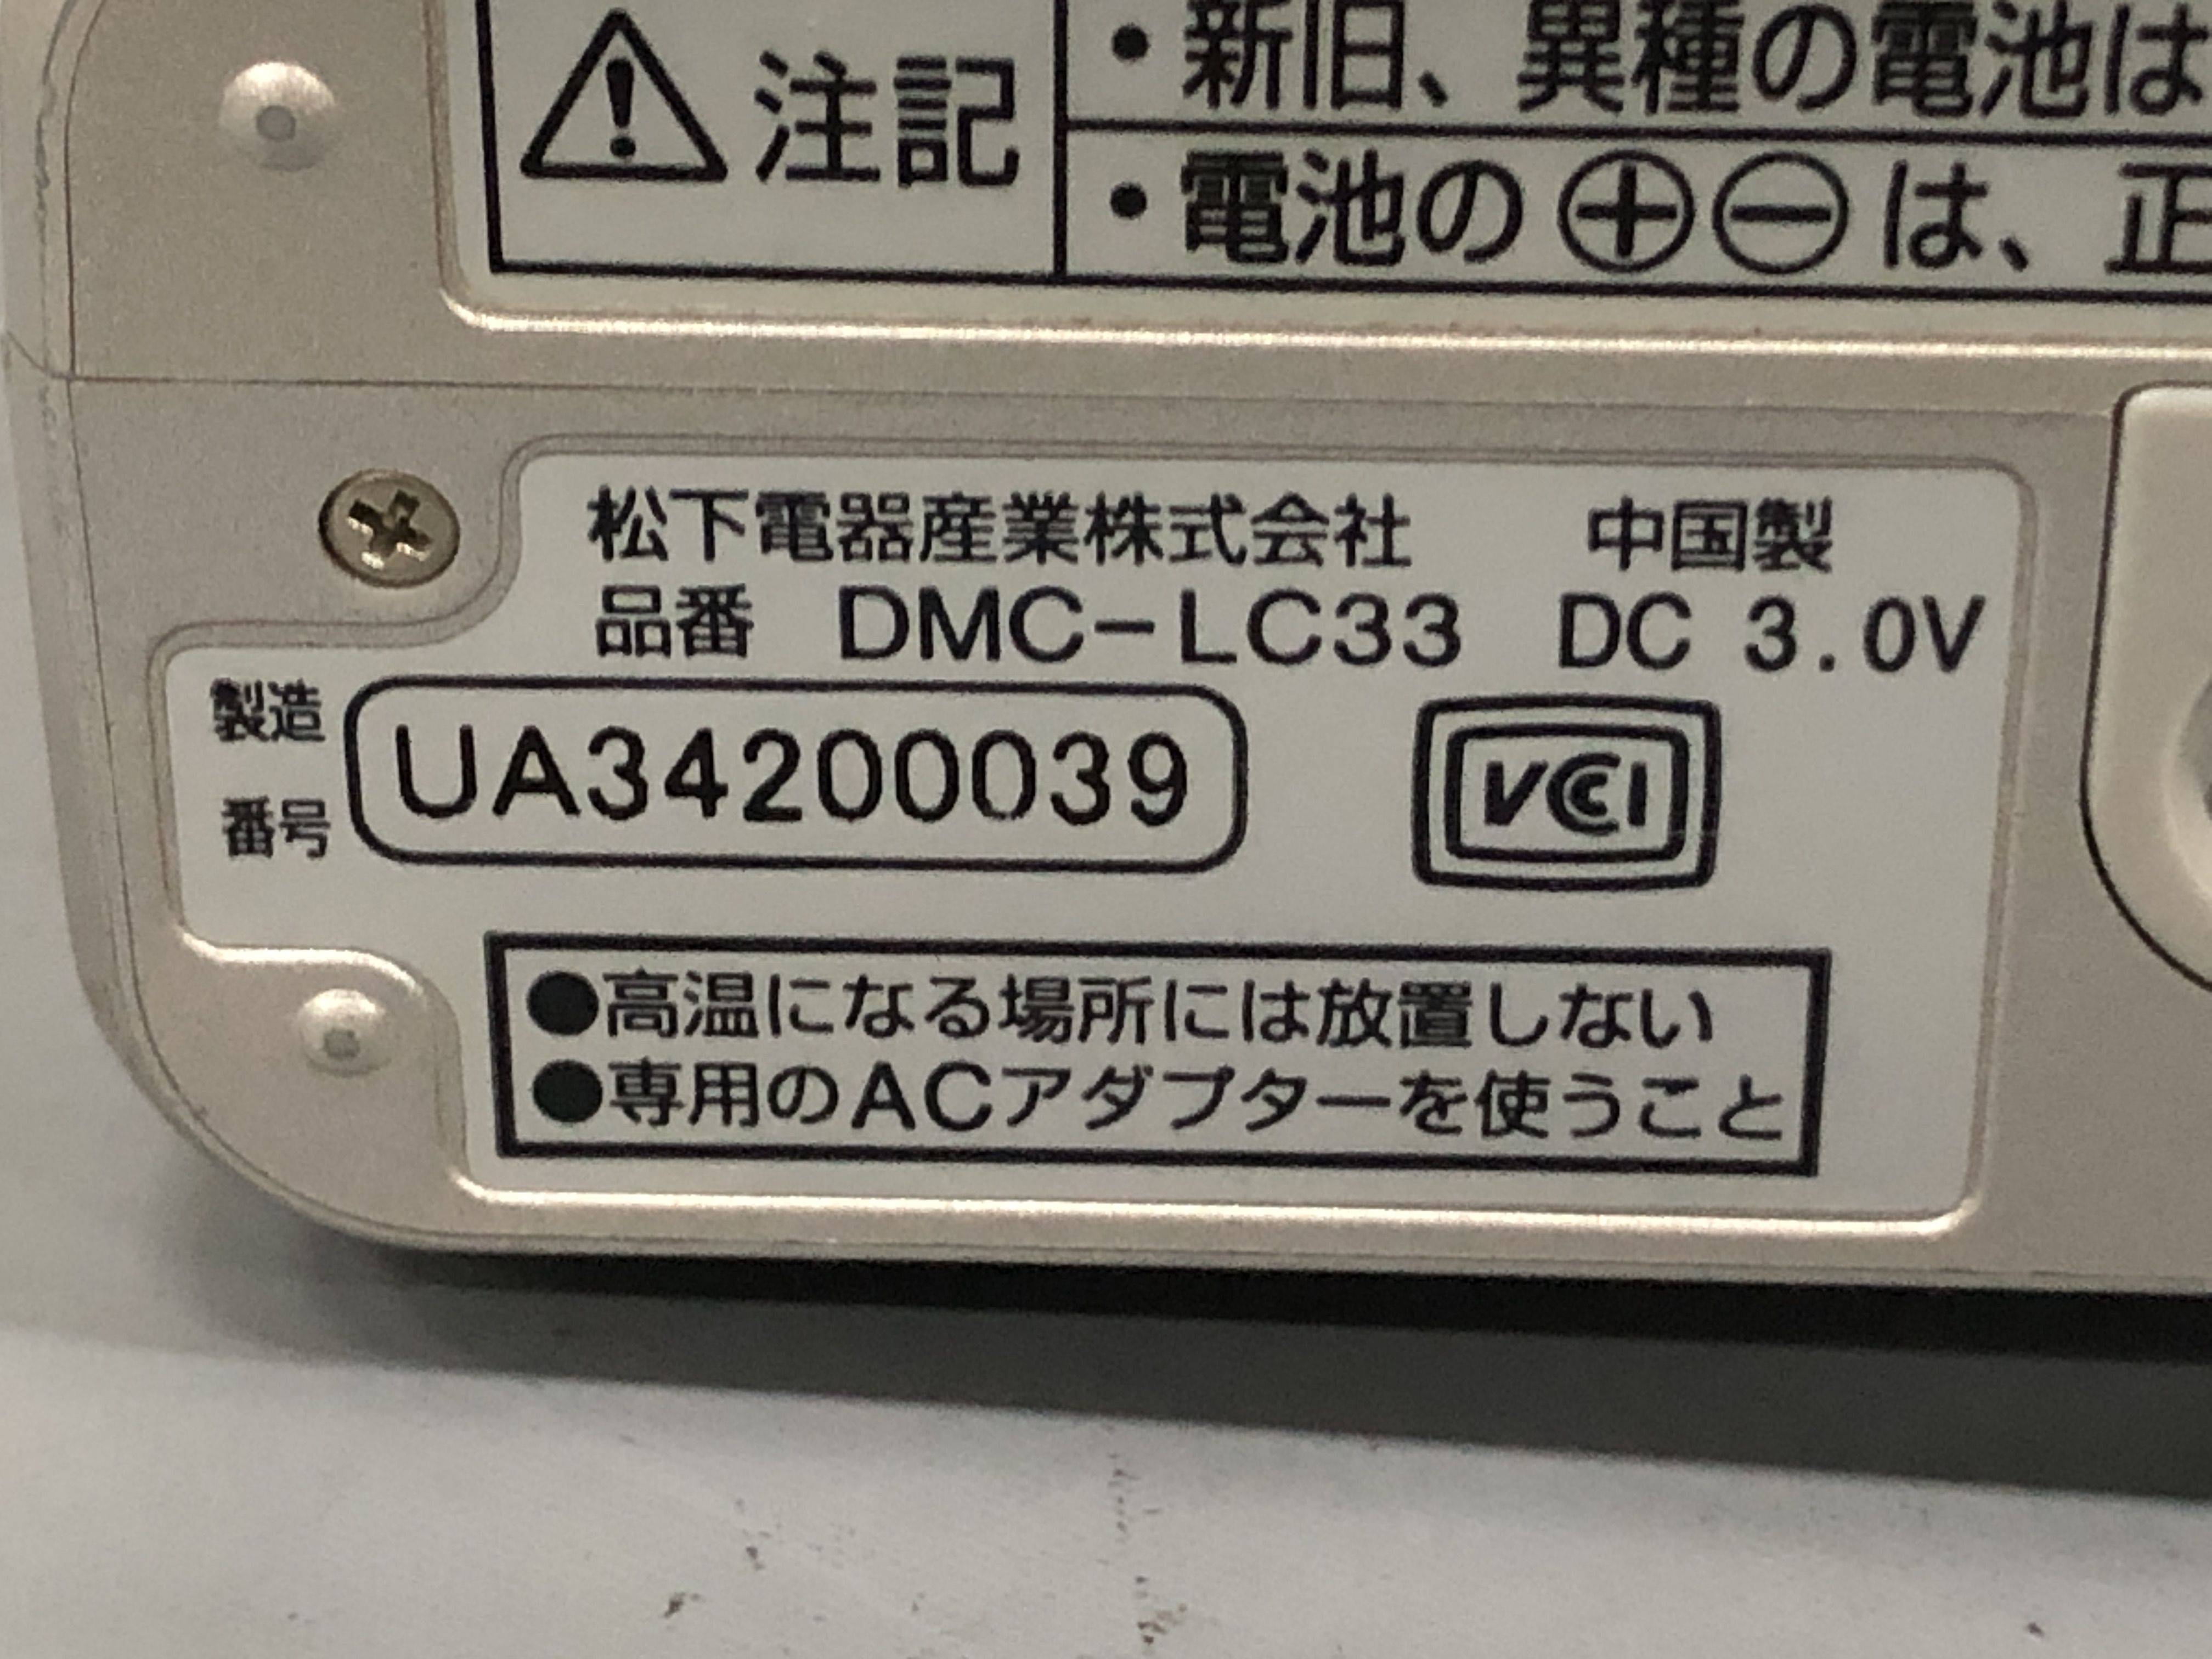 注記
・新旧、異種の電池は
・電池の⊕⊖は、正
松下電器産業株式会社 中国製
品番 DMC-LC33 DC 3.0V
製造
番号
UA34200039
VCCI
●高温になる場所には放置しない
●専用のACアダプターを使うこと